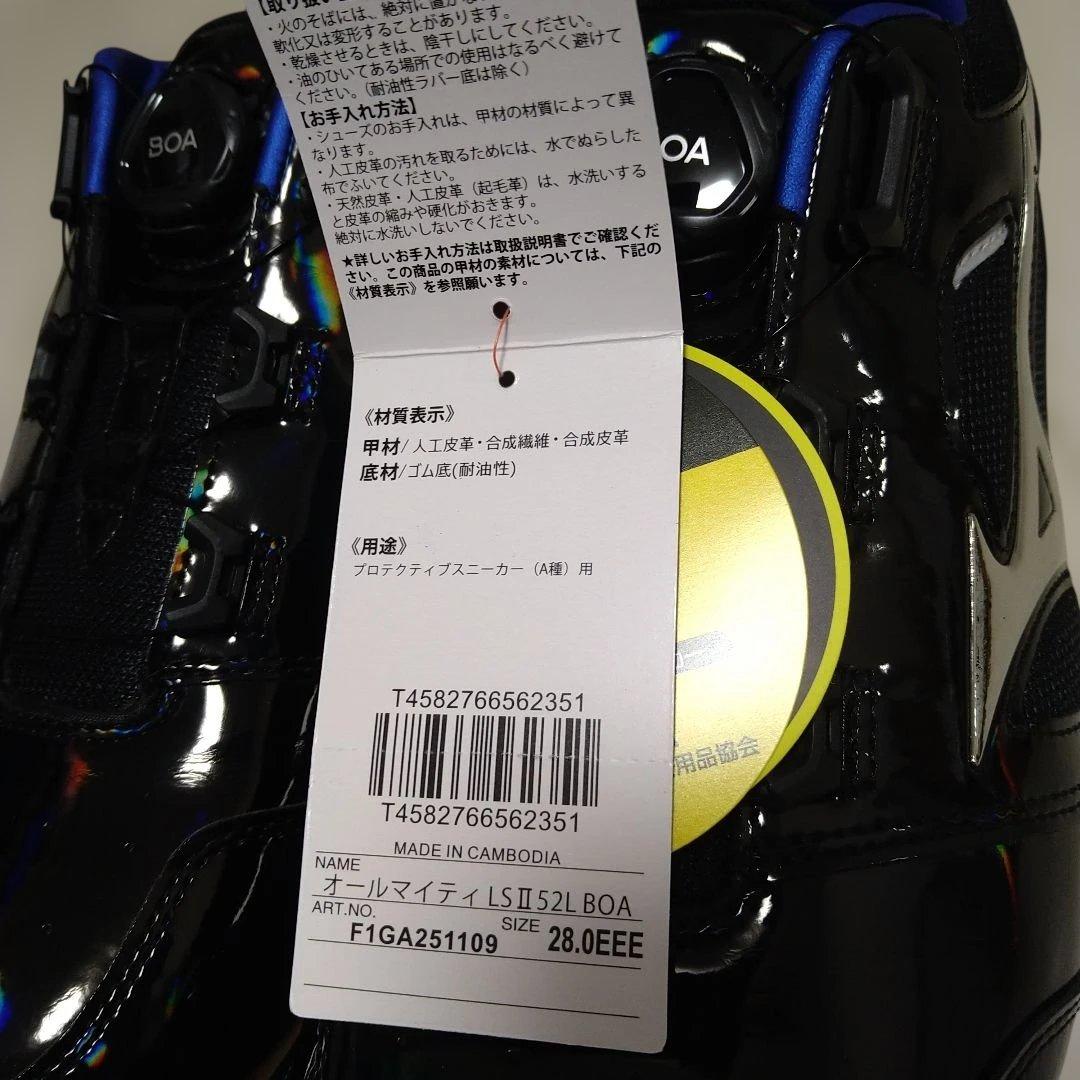 【取り扱い
・火のそばには、絶対に置かな
軟化又は変形することがあります。
・乾燥させるときは、陰干しにしてください。
・油のひいてある場所での使用はなるべく避けて
ください。(耐油性ラバー底は除く)
【お手入れ方法】
・シューズのお手入れは、甲材の材質によって異
なります。
・人工皮革の汚れを取るためには、水でぬらした
布でふいてください。
・天然皮革・人工皮革(起毛革)は、水洗いする
と皮革の縮みや硬化がおきます。
絶対に水洗いしないでください。
★詳しいお手入れ方法は取扱説明書でご確認くだ
さい。この商品の甲材の素材については、下記の
《材質表示》を参照願います。
BOA
OA
《材質表示》
甲材/人工皮革・合成繊維・合成皮革
底材/ゴム底(耐油性)
《用途》
プロテクティブスニーカー(A種)用
T4582766562351
T4582766562351
MADE IN CAMBODIA
NAME
オールマイティ LSⅡ52L BOA
ART.NO.
F1GA251109
SIZE
28.0EEE
用品協会